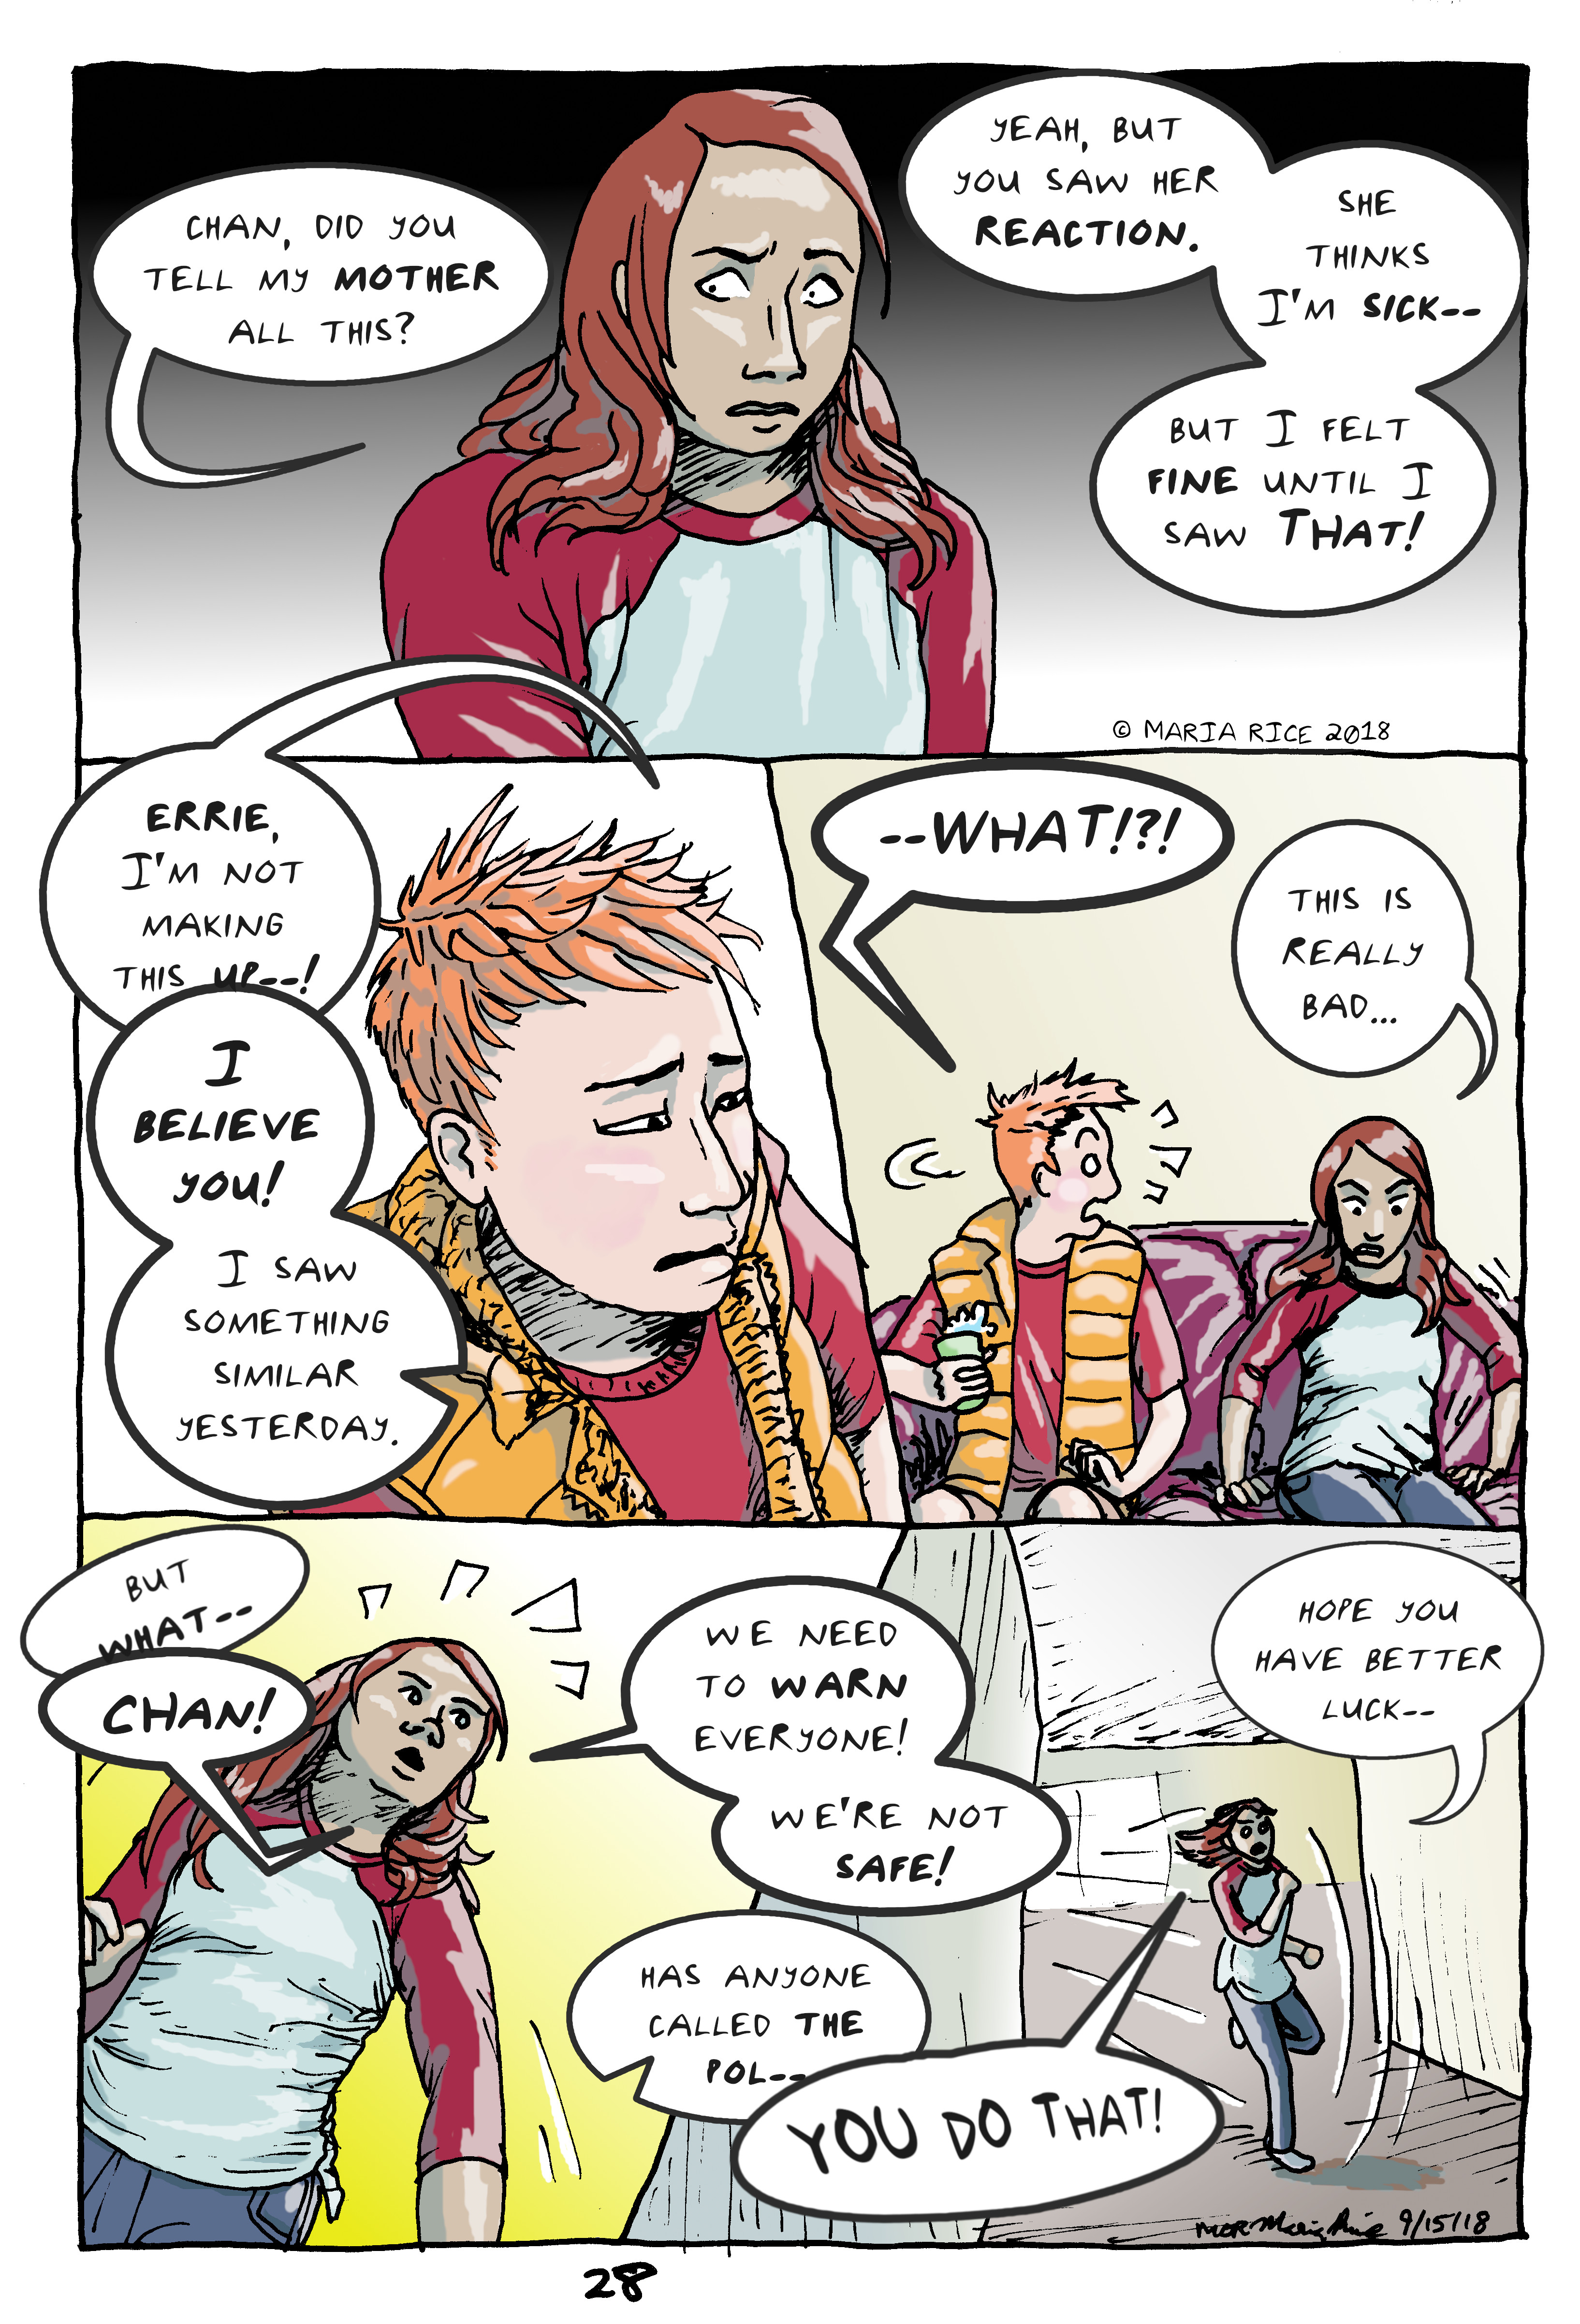 CHAN, DID YOU
TELL MY MOTHER
ALL THIS?
YEAH, BUT
YOU SAW HER
REACTION.
SHE
THINKS
I'M SICK--
BUT I FELT
FINE UNTIL I
SAW THAT!
© MARIA RICE 2018
ERRIE,
I'M NOT
MAKING
THIS UP--!
I
BELIEVE
YOU!
I SAW
SOMETHING
SIMILAR
YESTERDAY.
--WHAT!?!
THIS IS
REALLY
BAD...
BUT
WHAT--
CHAN!
WE NEED
TO WARN
EVERYONE!
WE'RE NOT
SAFE!
HAS ANYONE
CALLED THE
POL--
YOU DO THAT!
HOPE YOU
HAVE BETTER
LUCK--
Maria Rice 9/15/18
28